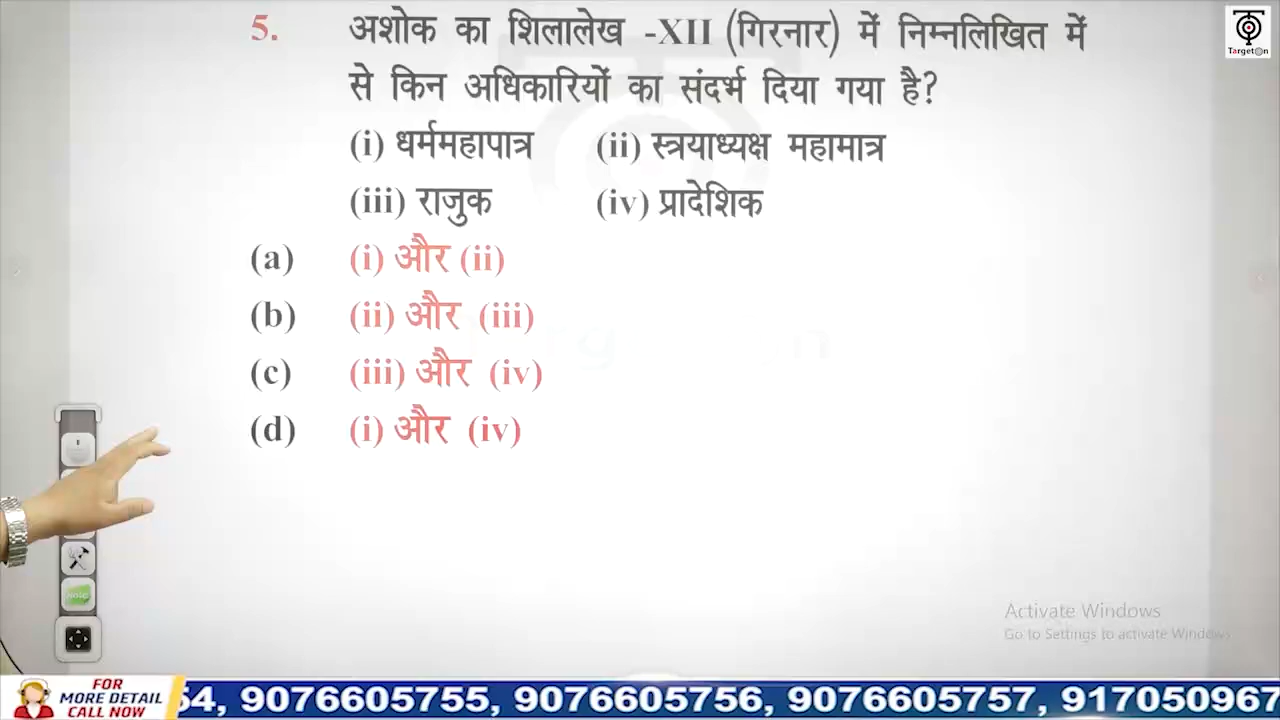 Target
5. अशोक का शिलालेख -XII (गिरनार) में निम्नलिखित में
से किन अधिकारियों का संदर्भ दिया गया है?
(i) धर्ममहापात्र (ii) स्त्रयाध्यक्ष महामात्र
(iii) राजुक (iv) प्रादेशिक
(a) (i) और (ii)
(b) (ii) और (iii)
(c) (iii) और (iv)
(d) (i) और (iv)
Activate Windows
Go to Settings to activate Windows.
FOR
MORE DETAIL
CALL NOW
54, 9076605755, 9076605756, 9076605757, 917050967